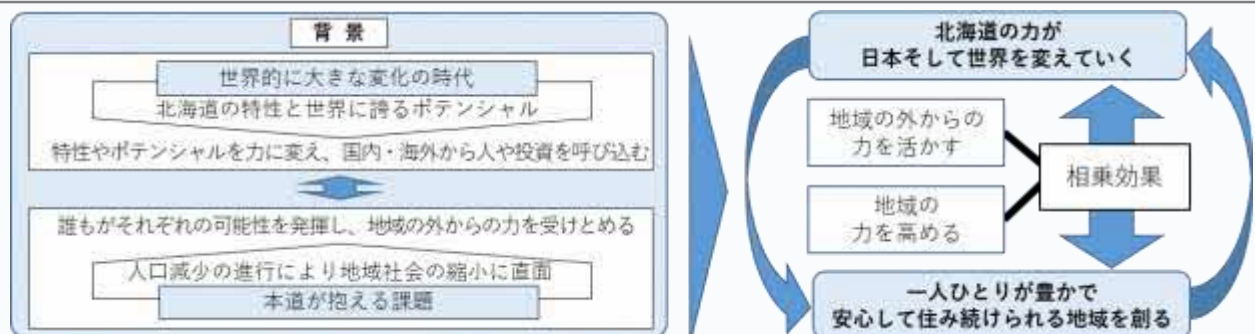 背 景
世界的に大きな変化の時代
北海道の特性と世界に誇るポテンシャル
特性やポテンシャルを力に変え、国内・海外から人や投資を呼び込む
誰もがそれぞれの可能性を発揮し、地域の外からの力を受けとめる
人口減少の進行により地域社会の縮小に直面
本道が抱える課題
北海道の力が
日本そして世界を変えていく
地域の外からの
力を活かす
相乗効果
地域の
力を高める
一人ひとりが豊かで
安心して住み続けられる地域を創る